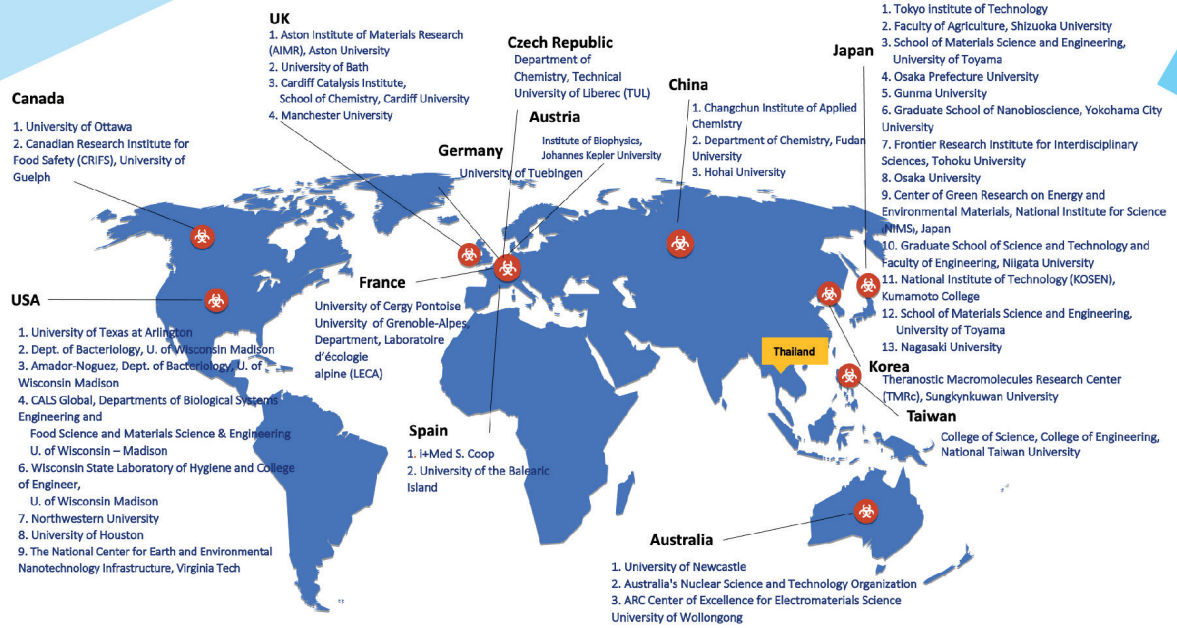 UK
1. Aston Institute of Materials Research
(AIMR), Aston University
2. University of Bath
3. Cardiff Catalysis Institute,
School of Chemistry, Cardiff University
4. Manchester University
Czech Republic
Department of
Chemistry, Technical
University of Liberec (TUL)
Austria
Institute of Biophysics,
Johannes Kepler University
Germany
University of Tuebingen
China
1. Changchun Institute of Applied
Chemistry
2. Department of Chemistry, Fudan
University
3. Hohai University
Japan
1. Tokyo institute of Technology
2. Faculty of Agriculture, Shizuoka University
3. School of Materials Science and Engineering,
University of Toyama
4. Osaka Prefecture University
5. Gunma University
6. Graduate School of Nanobioscience, Yokohama City
University
7. Frontier Research Institute for Interdisciplinary
Sciences, Tohoku University
8. Osaka University
9. Center of Green Research on Energy and
Environmental Materials, National Institute for Science
(NIMS), Japan
10. Graduate School of Science and Technology and
Faculty of Engineering, Niigata University
11. National Institute of Technology (KOSEN),
Kumamoto College
12. School of Materials Science and Engineering,
University of Toyama
13. Nagasaki University
Canada
1. University of Ottawa
2. Canadian Research Institute for
Food Safety (CRIFS), University of
Guelph
USA
1. University of Texas at Arlington
2. Dept. of Bacteriology, U. of Wisconsin Madison
3. Amador-Noguez, Dept. of Bacteriology, U. of
Wisconsin Madison
4. CALS Global, Departments of Biological Systems
Engineering and
Food Science and Materials Science & Engineering
U. of Wisconsin – Madison
6. Wisconsin State Laboratory of Hygiene and College
of Engineer,
U. of Wisconsin Madison
7. Northwestern University
8. University of Houston
9. The National Center for Earth and Environmental
Nanotechnology Infrastructure, Virginia Tech
France
University of Cergy Pontoise
University of Grenoble-Alpes,
Department, Laboratoire
d'écologie
alpine (LECA)
Spain
1. i+Med S. Coop
2. University of the Balearic
Island
Thailand
Korea
Theranostic Macromolecules Research Center
(TMRc), Sungkyunkuwan University
Taiwan
College of Science, College of Engineering,
National Taiwan University
Australia
1. University of Newcastle
2. Australia's Nuclear Science and Technology Organization
3. ARC Center of Excellence for Electromaterials Science
University of Wollongong